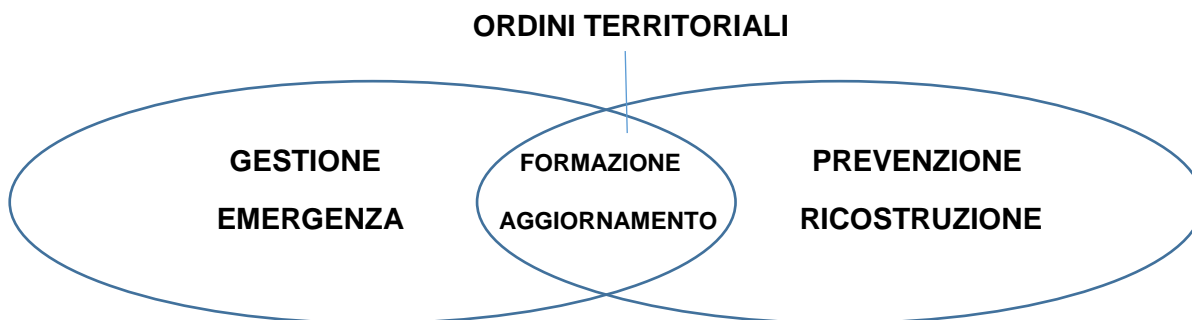 ORDINI TERRITORIALI
GESTIONE
EMERGENZA
FORMAZIONE
AGGIORNAMENTO
PREVENZIONE
RICOSTRUZIONE